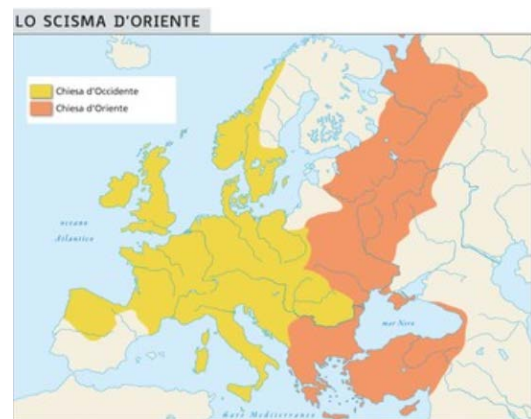 LO SCISMA D'ORIENTE
Chiesa d'Occidente
Chiesa d'Oriente
oceano
Atlantico
mar Nero
Mare Mediterraneo